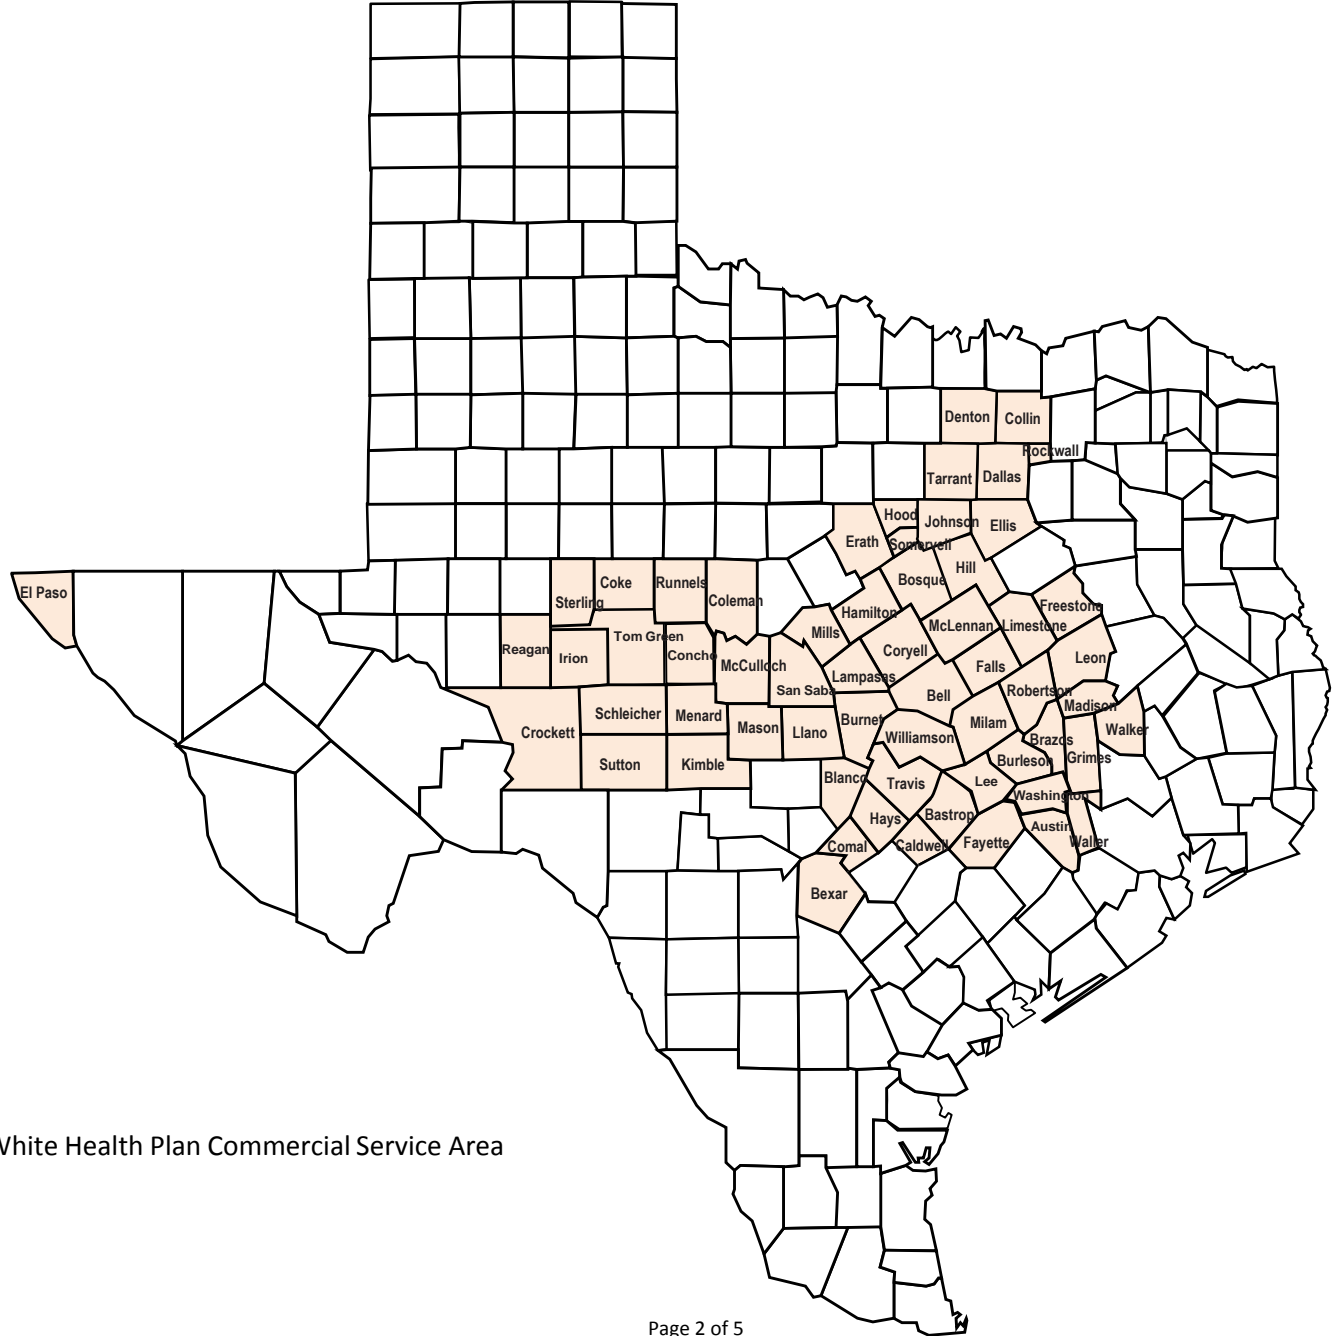 Denton
Collin
Rockwall
Tarrant
Dallas
Hood
Johnson
Ellis
Erath
Somervell
El Paso
Coke
Runnels
Sterling
Coleman
Bosque
Hill
Hamilton
Freestone
Mills
McLennan
Limestone
Reagan
Irion
Tom Green
Concho
McCulloch
Coryell
Falls
Leon
San Saba
Lampasas
Bell
Robertson
Madison
Crockett
Schleicher
Menard
Mason
Llano
Burnet
Williamson
Milam
Brazos
Walker
Sutton
Kimble
Burleson
Grimes
Blanco
Travis
Lee
Washington
Hays
Bastrop
Austin
Comal
Caldwell
Fayette
Waller
Bexar
White Health Plan Commercial Service Area
Page 2 of 5